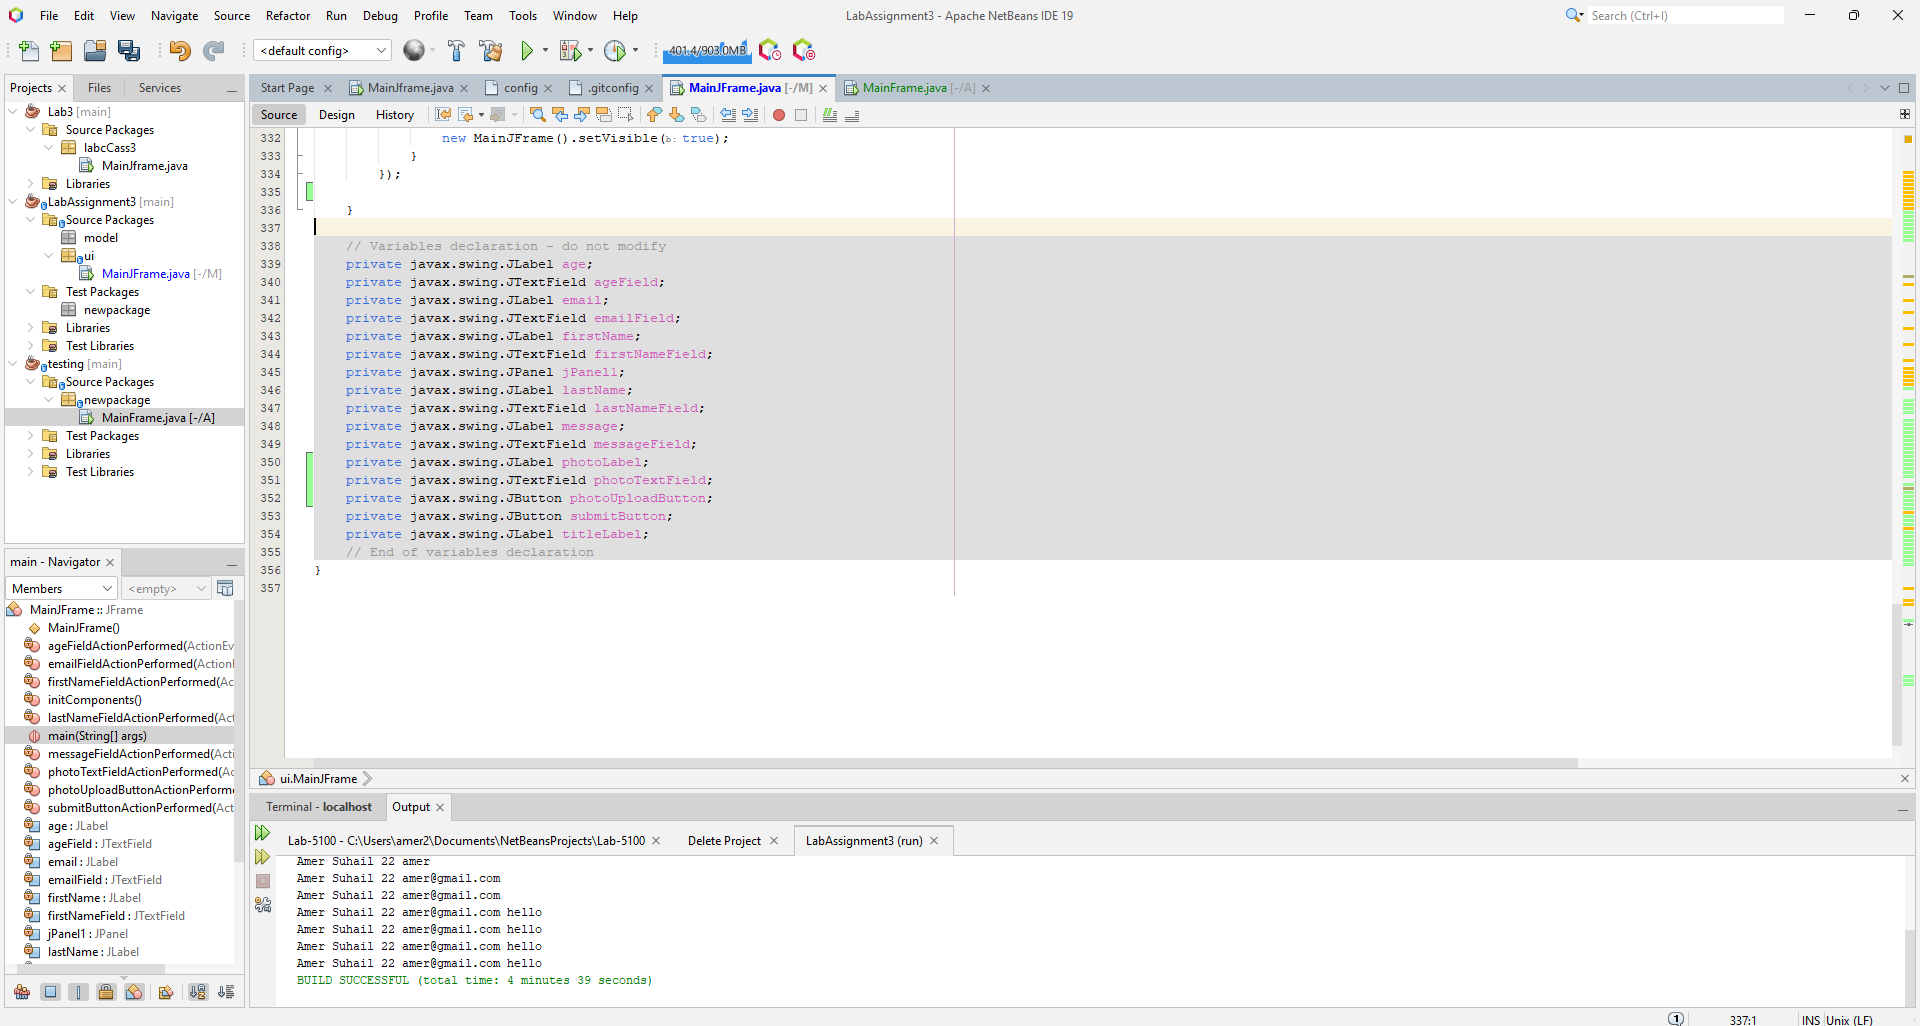 File Edit View Navigate Source Refactor Run Debug Profile Team Tools Window Help
LabAssignment3 - Apache NetBeans IDE 19
Search (Ctrl+I)
<default config>
401.4/903.0MB
Projects Files Services
Start Page MainJframe.java config .gitconfig MainJFrame.java [-/M] MainFrame.java [-/A]
Source Design History
Lab3 [main]
Source Packages
labcCass3
MainJframe.java
Libraries
LabAssignment3 [main]
Source Packages
model
ui
MainJFrame.java [-/M]
Test Packages
newpackage
Libraries
Test Libraries
testing [main]
Source Packages
newpackage
MainFrame.java [-/A]
Test Packages
Libraries
Test Libraries
332 new MainJFrame().setVisible(b: true);
333 }
334 });
335
336 }
337
338 // Variables declaration - do not modify
339 private javax.swing.JLabel age;
340 private javax.swing.JTextField ageField;
341 private javax.swing.JLabel email;
342 private javax.swing.JTextField emailField;
343 private javax.swing.JLabel firstName;
344 private javax.swing.JTextField firstNameField;
345 private javax.swing.JPanel jPanel1;
346 private javax.swing.JLabel lastName;
347 private javax.swing.JTextField lastNameField;
348 private javax.swing.JLabel message;
349 private javax.swing.JTextField messageField;
350 private javax.swing.JLabel photoLabel;
351 private javax.swing.JTextField photoTextField;
352 private javax.swing.JButton photoUploadButton;
353 private javax.swing.JButton submitButton;
354 private javax.swing.JLabel titleLabel;
355 // End of variables declaration
356 }
357
main - Navigator
Members <empty>
MainJFrame :: JFrame
MainJFrame()
ageFieldActionPerformed(ActionEv
emailFieldActionPerformed(Action
firstNameFieldActionPerformed(Ac
initComponents()
lastNameFieldActionPerformed(Act
main(String[] args)
messageFieldActionPerformed(Acti
photoTextFieldActionPerformed(Ac
photoUploadButtonActionPerform
submitButtonActionPerformed(Act
age : JLabel
ageField : JTextField
email : JLabel
emailField : JTextField
firstName : JLabel
firstNameField : JTextField
jPanel1 : JPanel
lastName : JLabel
ui.MainJFrame
Terminal - localhost Output
Lab-5100 - C:\Users\amer2\Documents\NetBeansProjects\Lab-5100 Delete Project LabAssignment3 (run)
Amer Suhail 22 amer
Amer Suhail 22 amer@gmail.com
Amer Suhail 22 amer@gmail.com
Amer Suhail 22 amer@gmail.com hello
Amer Suhail 22 amer@gmail.com hello
Amer Suhail 22 amer@gmail.com hello
Amer Suhail 22 amer@gmail.com hello
BUILD SUCCESSFUL (total time: 4 minutes 39 seconds)
1 337:1 INS Unix (LF)